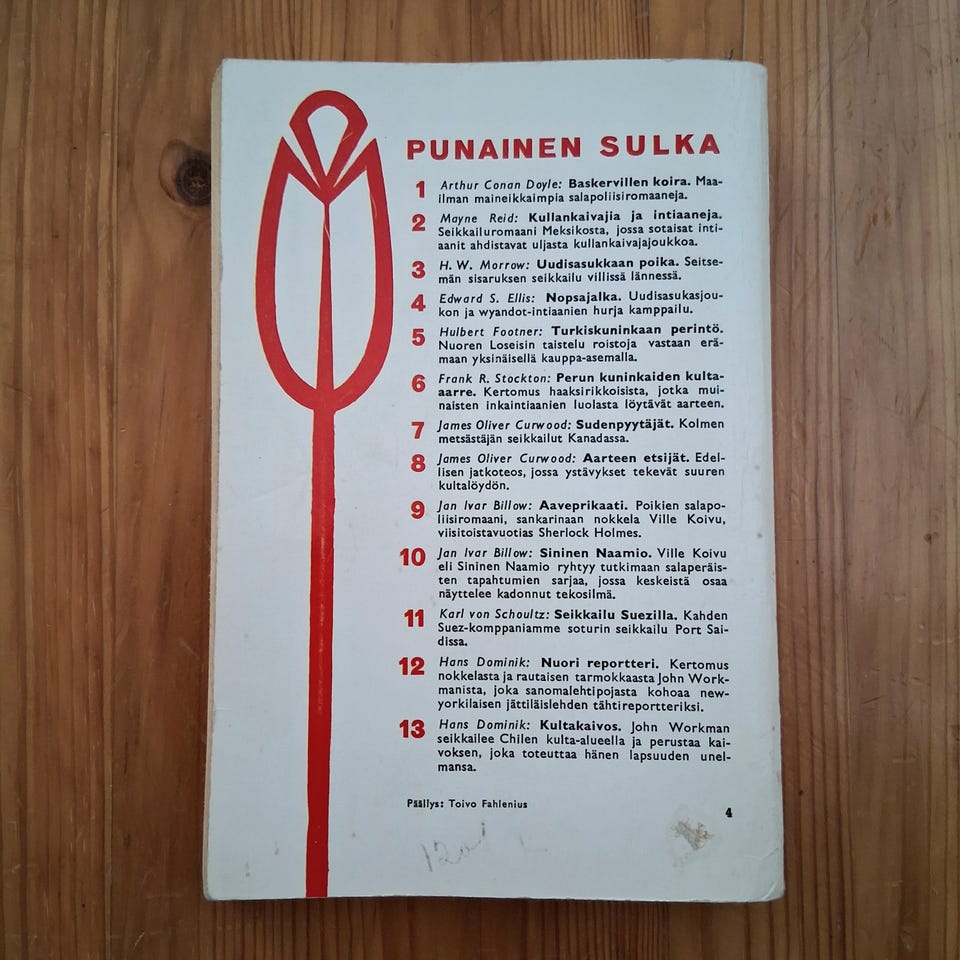 PUNAINEN SULKA
1 Arthur Conan Doyle: Baskervillen koira. Maa-
ilman maineikkaimpia salapoliisiromaaneja.
2 Mayne Reid: Kullankaivajia ja intiaaneja.
Seikkailuromaani Meksikosta, jossa sotaisat inti-
aanit ahdistavat uljasta kullankaivajajoukkoa.
3 H. W. Morrow: Uudisasukkaan poika. Seitse-
män sisaruksen seikkailu villissä lännessä.
4 Edward S. Ellis: Nopsajalka. Uudisasukasjou-
kon ja wyandot-intiaanien hurja kamppailu.
5 Hulbert Footner: Turkiskuninkaan perintö.
Nuoren Loseisin taistelu roistoja vastaan erä-
maan yksinäisellä kauppa-asemalla.
6 Frank R. Stockton: Perun kuninkaiden kulta-
aarre. Kertomus haaksirikkoisista, jotka mui-
naisten inkaintiaanien luolasta löytävät aarteen.
7 James Oliver Curwood: Sudenpyytäjät. Kolmen
metsästäjän seikkailut Kanadassa.
8 James Oliver Curwood: Aarteen etsijät. Edel-
lisen jatkoteos, jossa ystävykset tekevät suuren
kultalöydön.
9 Jan Ivar Billow: Aaveprikaati. Poikien salapo-
liisiromaani, sankarinaan nokkela Ville Koivu,
viisitoistavuotias Sherlock Holmes.
10 Jan Ivar Billow: Sininen Naamio. Ville Koivu
eli Sininen Naamio ryhtyy tutkimaan salaperäis-
ten tapahtumien sarjaa, jossa keskeistä osaa
näyttelee kadonnut tekosilmä.
11 Karl von Schoultz: Seikkailu Suezilla. Kahden
Suez-komppaniamme soturin seikkailu Port Sai-
dissa.
12 Hans Dominik: Nuori reportteri. Kertomus
nokkelasta ja rautaisen tarmokkaasta John Work-
manista, joka sanomalehtipojasta kohoaa new-
yorkilaisen jättiläislehden tähtireportteriksi.
13 Hans Dominik: Kultakaivos. John Workman
seikkailee Chilen kulta-alueella ja perustaa kai-
voksen, joka toteuttaa hänen lapsuuden unel-
mansa.
Päällys: Toivo Fahlenius
4